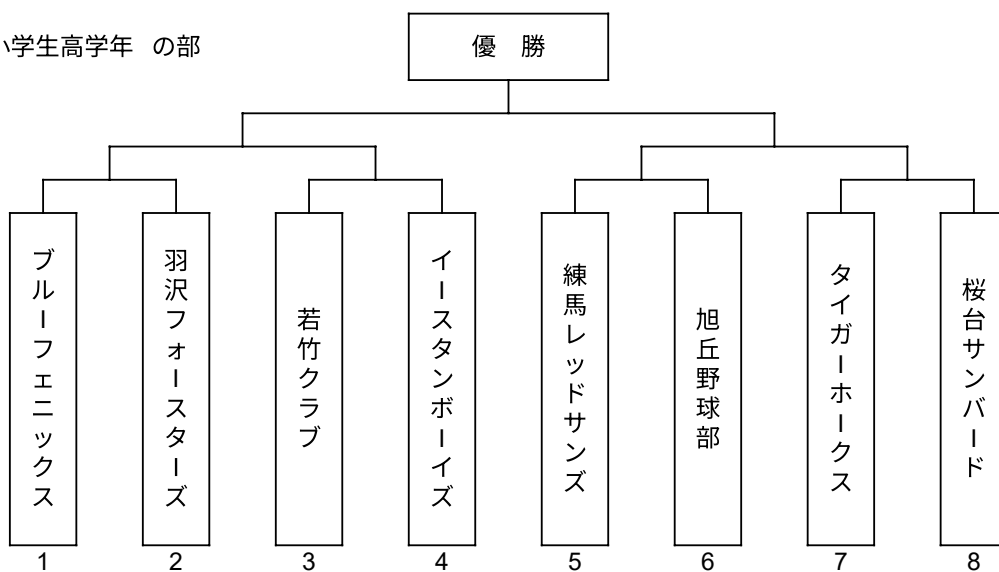 小学生高学年 の部
優 勝
ブルーフェニックス
羽沢フォースターズ
若竹クラブ
イースタンボーイズ
練馬レッドサンズ
旭丘野球部
タイガーホークス
桜台サンバード
1 2 3 4 5 6 7 8